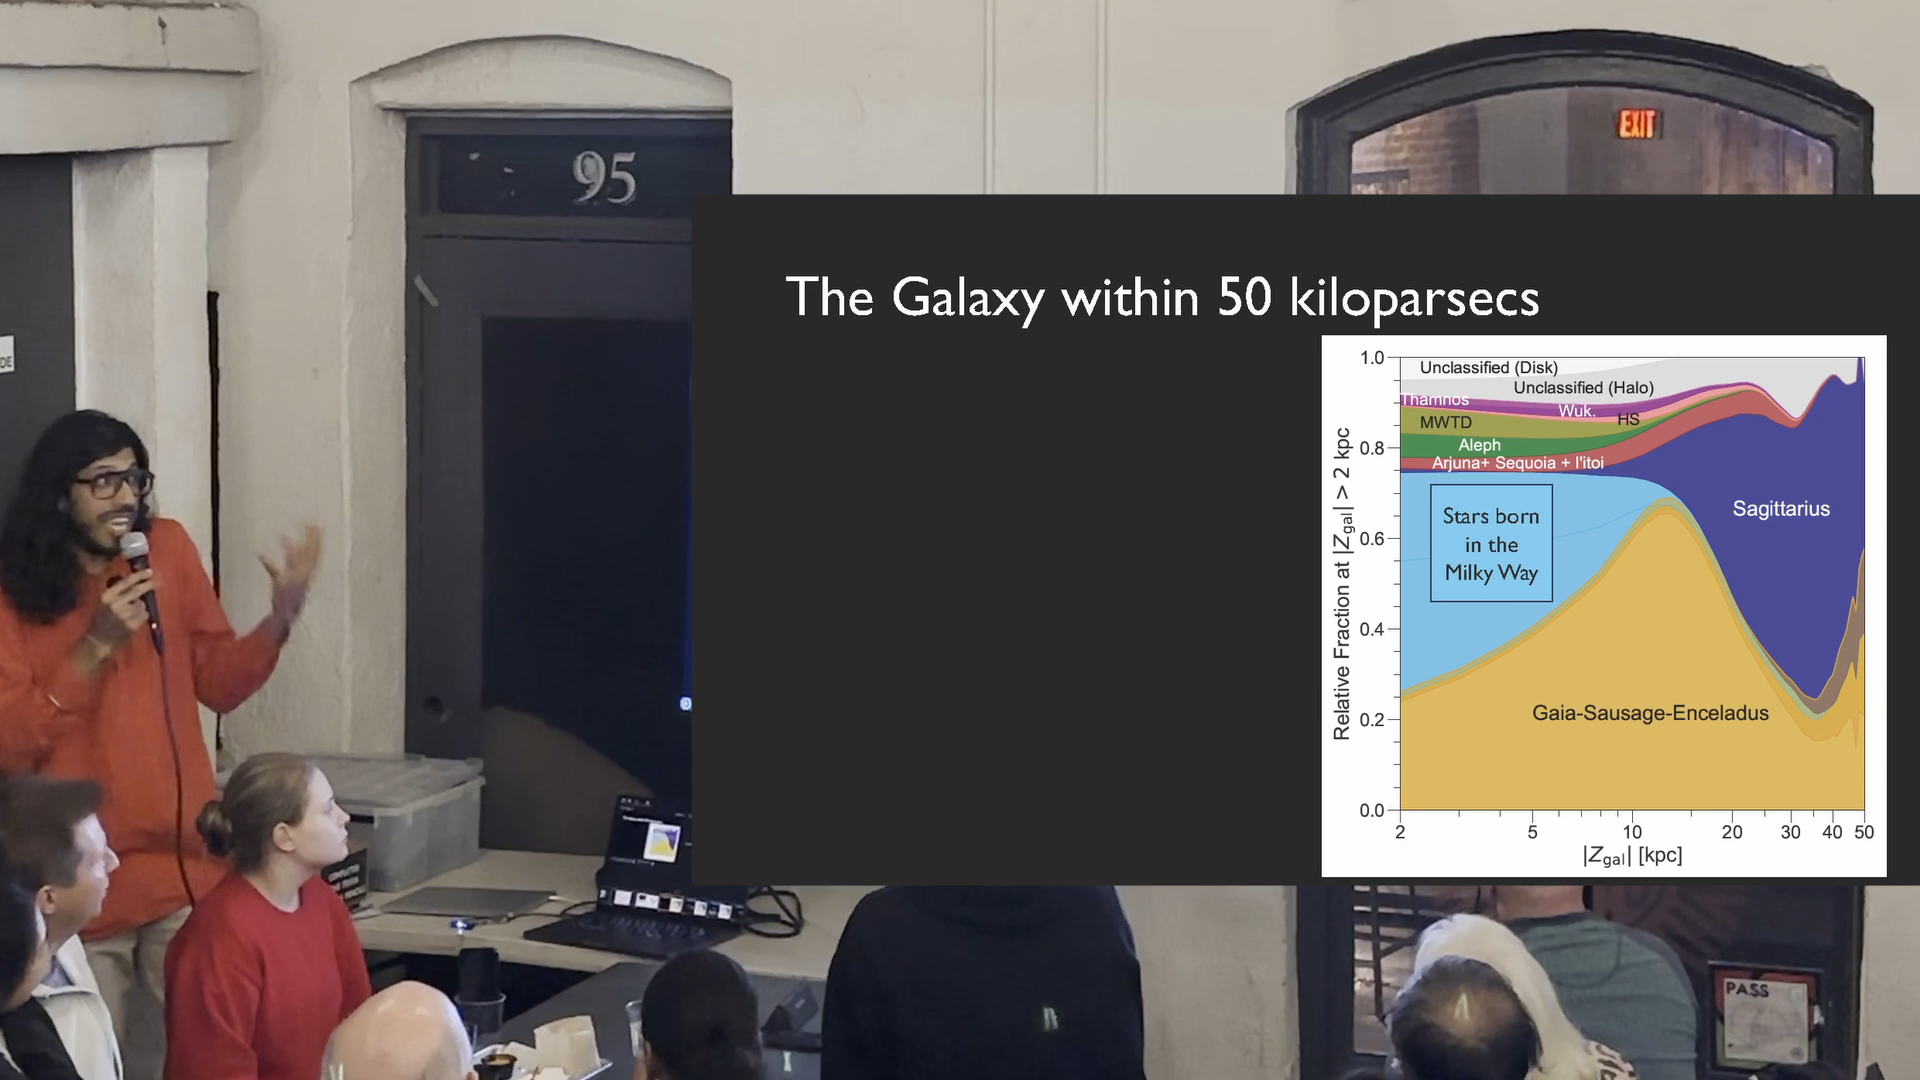 95
EXIT
DE
The Galaxy within 50 kiloparsecs
Relative Fraction at |Zgal| > 2 kpc
1.0
0.8
0.6
0.4
0.2
0.0
Unclassified (Disk)
Unclassified (Halo)
Thamnos
Wuk.
HS
MWTD
Aleph
Arjuna+ Sequoia + I'itoi
Stars born
in the
Milky Way
Sagittarius
Gaia-Sausage-Enceladus
2 5 10 20 30 40 50
|Zgal| [kpc]
PASS